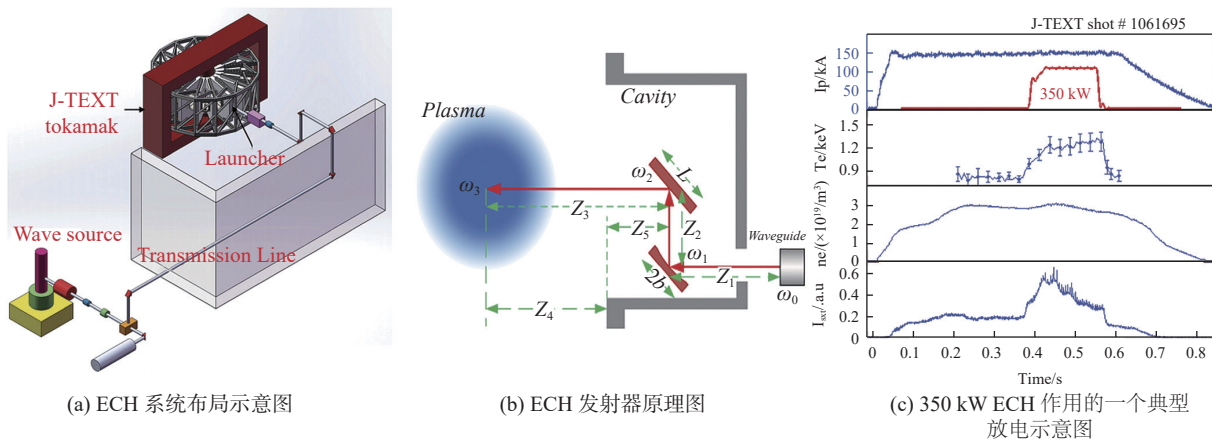 J-TEXT
tokamak
Launcher
Wave source
Transmission Line
(a) ECH 系统布局示意图
Cavity
Plasma
ω₂
L
ω₃
Z₃
Z₅
Z₂
Waveguide
ω₁
2b
Z₁
ω₀
Z₄
(b) ECH 发射器原理图
J-TEXT shot # 1061695
Ip/kA
150
100
50
0
350 kW
Te/keV
1.5
1.2
0.9
ne/(×10¹⁹/m³)
3
2
1
0
Iₛₓₜ/.a.u
0.6
0.4
0.2
0
0 0.1 0.2 0.3 0.4 0.5 0.6 0.7 0.8
Time/s
(c) 350 kW ECH 作用的一个典型
放电示意图